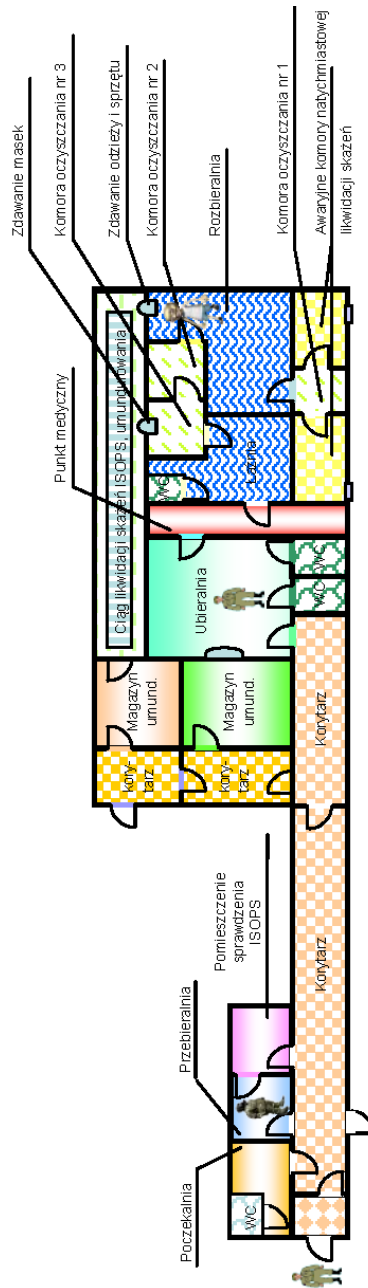 Zdawanie masek
Komora oczyszczania nr 3
Zdawanie odzieży i sprzętu
Komora oczyszczania nr 2
Rozbieralnia
Komora oczyszczania nr 1
Awaryjne komory natychmiastowej
likwidacji skażeń
Punkt medyczny
Ciąg likwidacji skażeń ISOPS, umundurowania
WC
Łaźnia
Ubieralnia
WC
WC
Magazyn
umund.
Magazyn
umund.
kory-
tarz
kory-
tarz
Korytarz
Korytarz
Pomieszczenie
sprawdzenia
ISOPS
Przebieralnia
Poczekalnia
WC